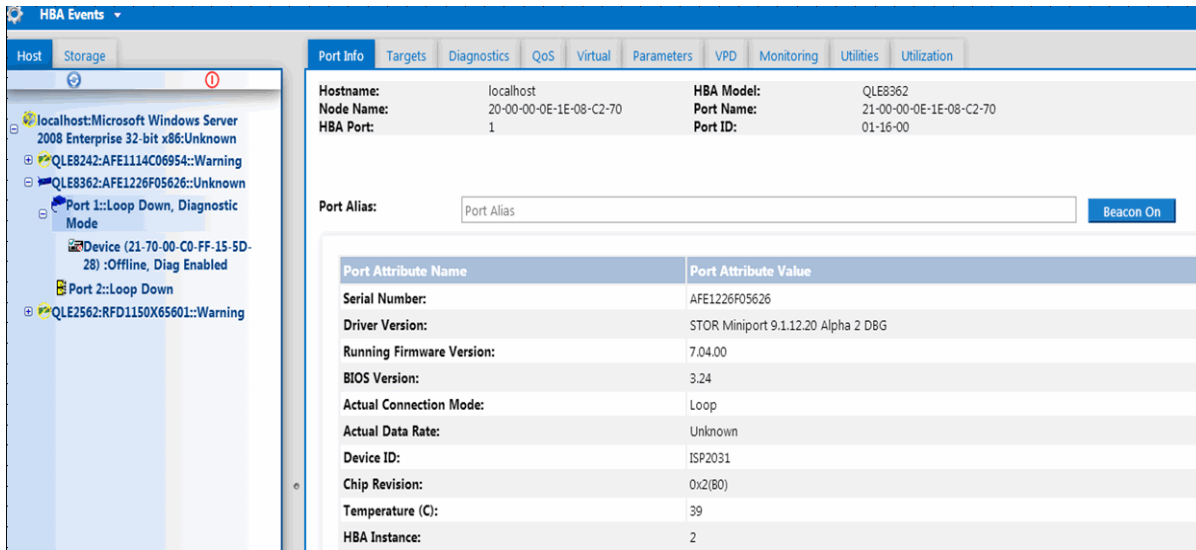 HBA Events
Host Storage
localhost:Microsoft Windows Server
2008 Enterprise 32-bit x86:Unknown
QLE8242:AFE1114C06954::Warning
QLE8362:AFE1226F05626::Unknown
Port 1::Loop Down, Diagnostic
Mode
Device (21-70-00-C0-FF-15-5D-
28) :Offline, Diag Enabled
Port 2::Loop Down
QLE2562:RFD1150X65601::Warning
Port Info Targets Diagnostics QoS Virtual Parameters VPD Monitoring Utilities Utilization
Hostname: localhost HBA Model: QLE8362
Node Name: 20-00-00-0E-1E-08-C2-70 Port Name: 21-00-00-0E-1E-08-C2-70
HBA Port: 1 Port ID: 01-16-00
Port Alias: Port Alias Beacon On
Port Attribute Name Port Attribute Value
Serial Number: AFE1226F05626
Driver Version: STOR Miniport 9.1.12.20 Alpha 2 DBG
Running Firmware Version: 7.04.00
BIOS Version: 3.24
Actual Connection Mode: Loop
Actual Data Rate: Unknown
Device ID: ISP2031
Chip Revision: 0x2(B0)
Temperature (C): 39
HBA Instance: 2